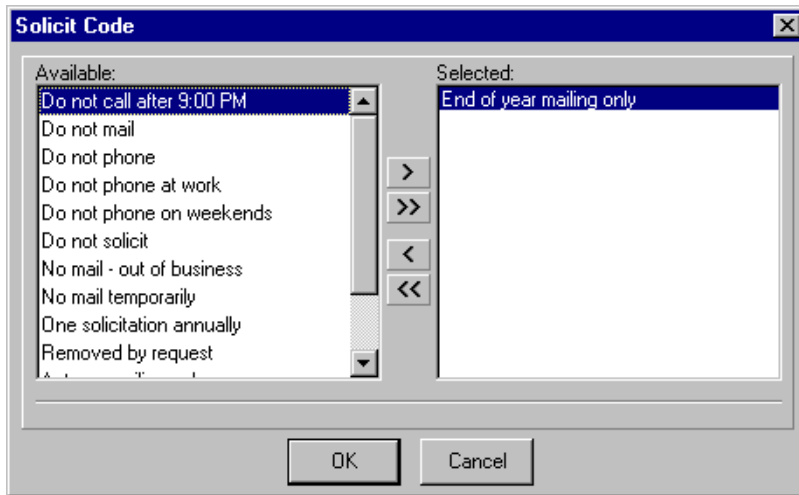 Solicit Code
Available:
Selected:
Do not call after 9:00 PM
Do not mail
Do not phone
Do not phone at work
Do not phone on weekends
Do not solicit
No mail - out of business
No mail temporarily
One solicitation annually
Removed by request
End of year mailing only
>
>>
<
<<
OK
Cancel